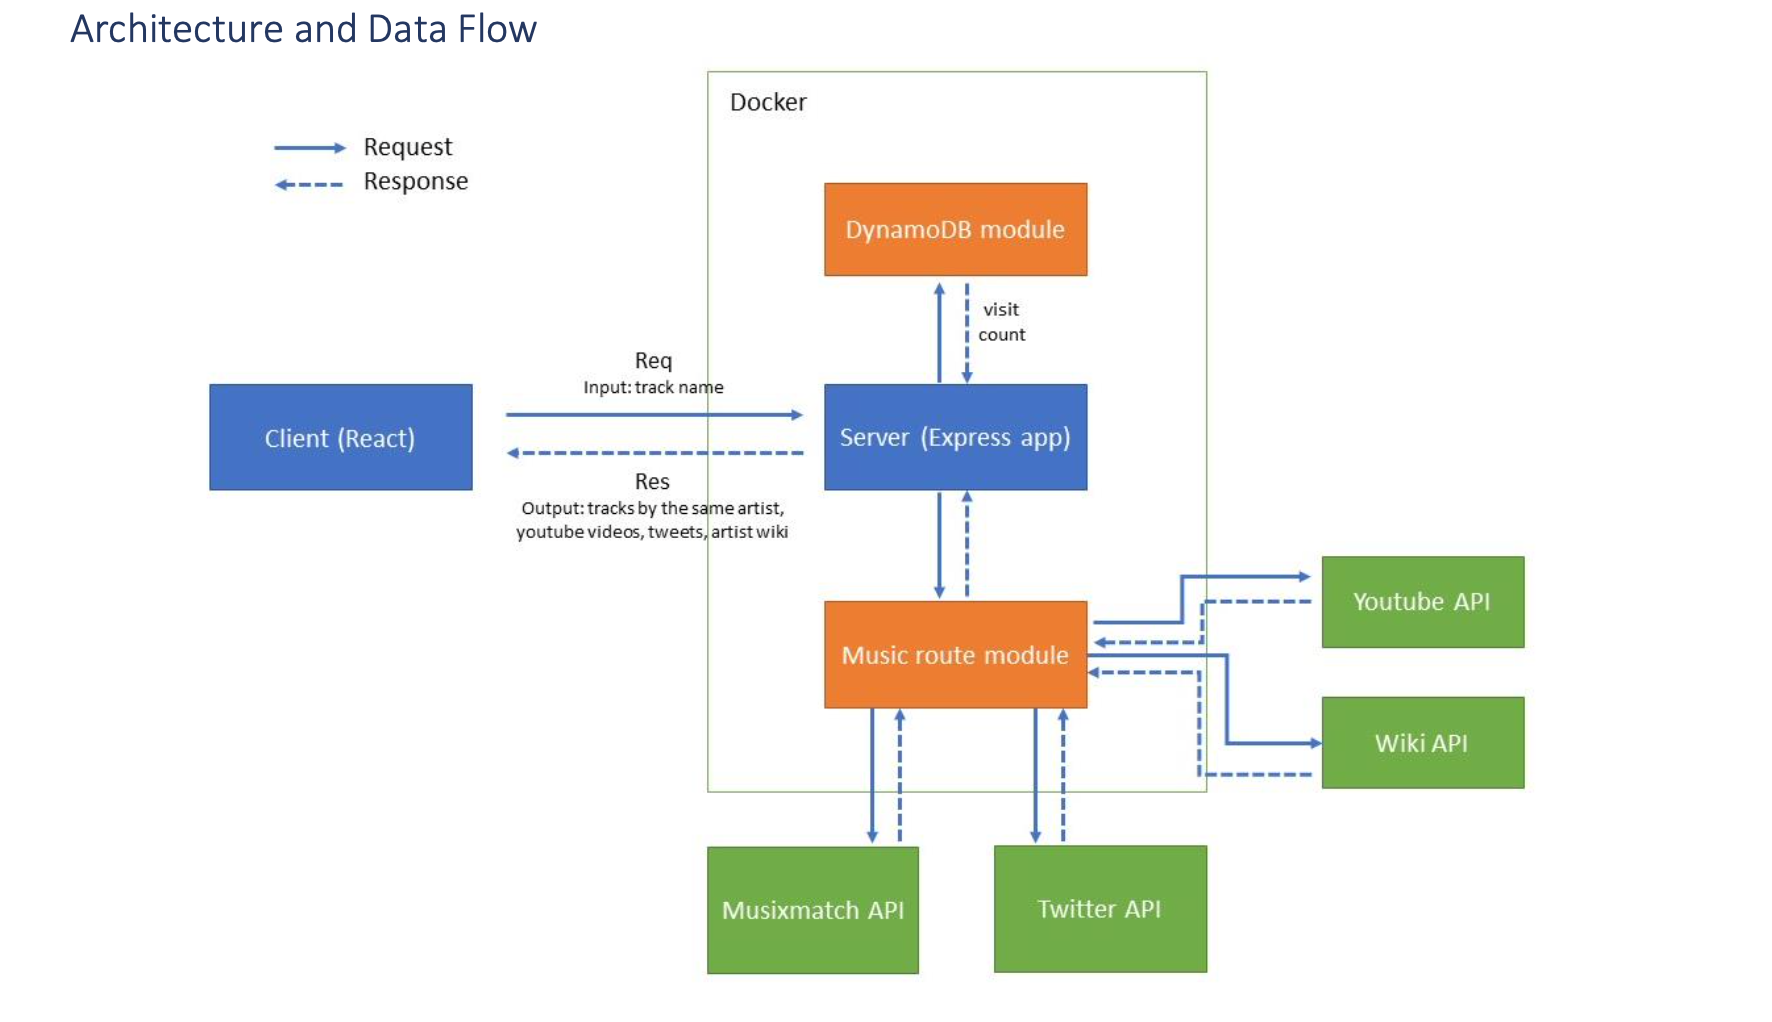 Architecture and Data Flow
Docker
Request
Response
DynamoDB module
visit
count
Req
Input: track name
Client (React)
Server (Express app)
Res
Output: tracks by the same artist,
youtube videos, tweets, artist wiki
Youtube API
Music route module
Wiki API
Musixmatch API
Twitter API